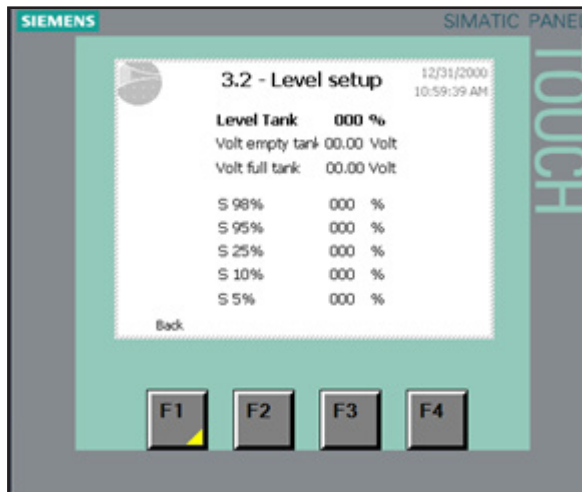 SIEMENS
SIMATIC PANEL
TOUCH
3.2 - Level setup
12/31/2000
10:59:39 AM
Level Tank 000 %
Volt empty tank 00.00 Volt
Volt full tank 00.00 Volt
S 98% 000 %
S 95% 000 %
S 25% 000 %
S 10% 000 %
S 5% 000 %
Back
F1
F2
F3
F4